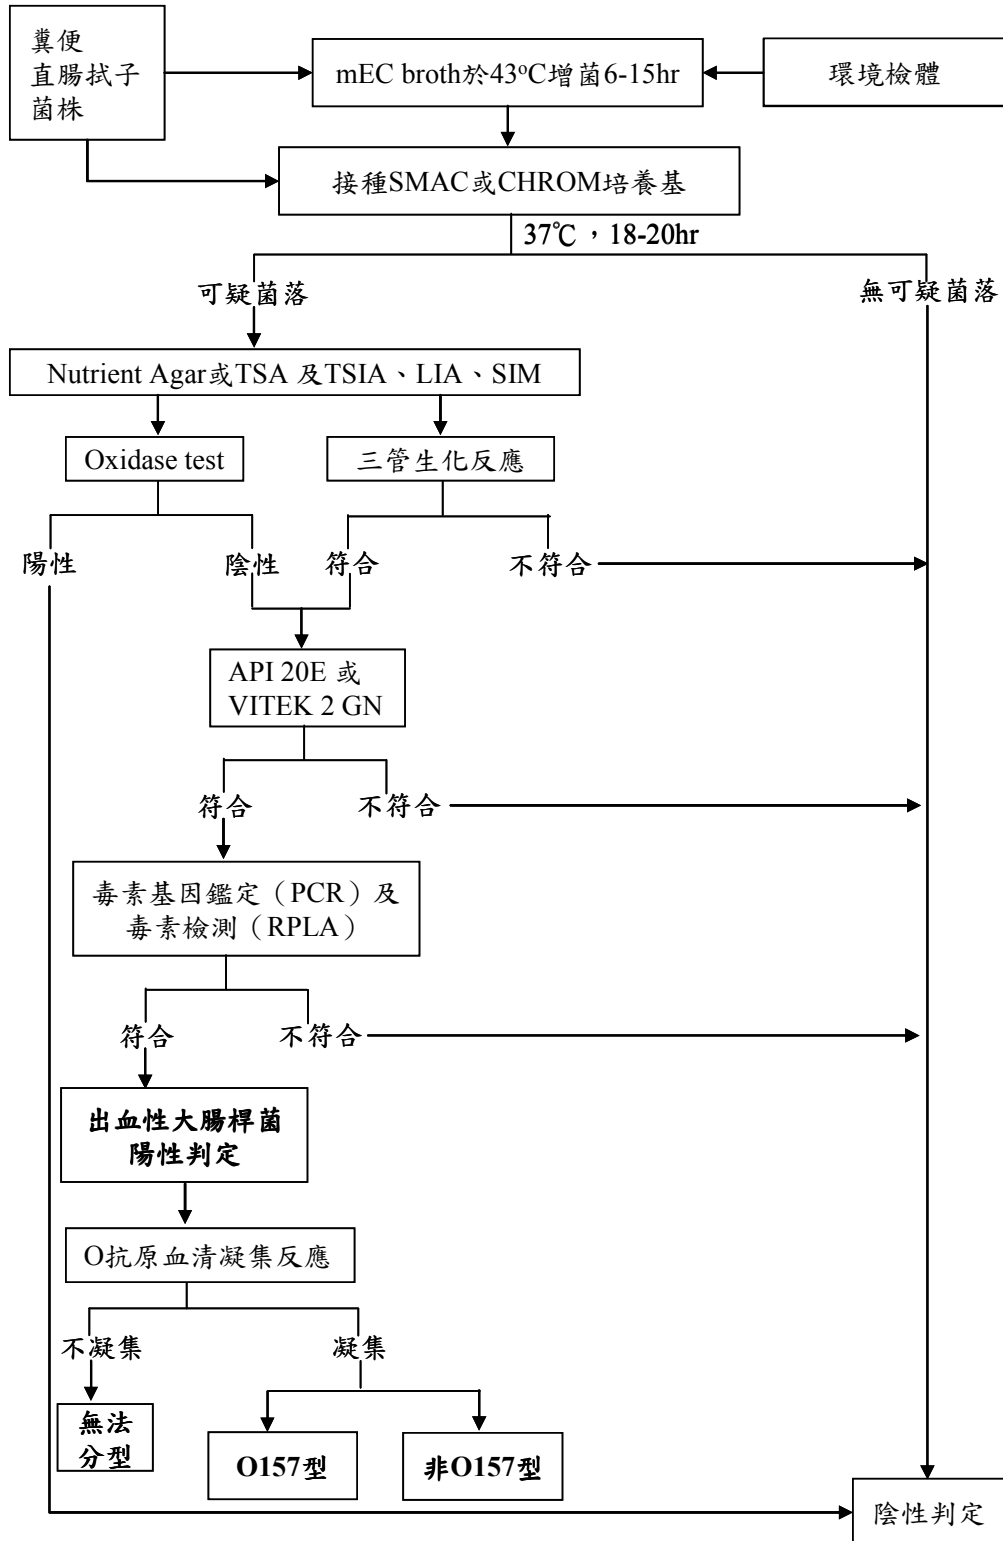 糞便
直腸拭子
菌株
mEC broth於43°C增菌6-15hr
環境檢體
接種SMAC或CHROM培養基
37℃，18-20hr
可疑菌落
無可疑菌落
Nutrient Agar或TSA 及TSIA、LIA、SIM
Oxidase test
三管生化反應
陽性
陰性
符合
不符合
API 20E 或
VITEK 2 GN
符合
不符合
毒素基因鑑定（PCR）及
毒素檢測（RPLA）
符合
不符合
出血性大腸桿菌
陽性判定
O抗原血清凝集反應
不凝集
凝集
無法
分型
O157型
非O157型
陰性判定